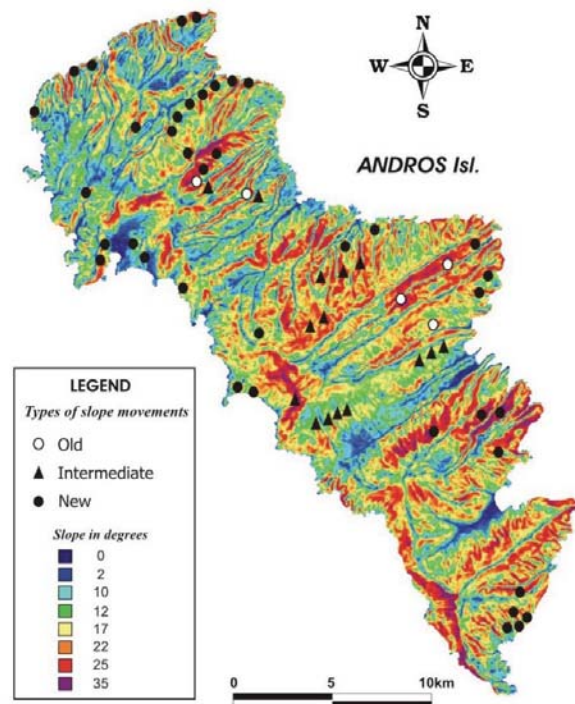 N
W E
S
ANDROS Isl.
LEGEND
Types of slope movements
Old
Intermediate
New
Slope in degrees
0
2
10
12
17
22
25
35
0 5 10km